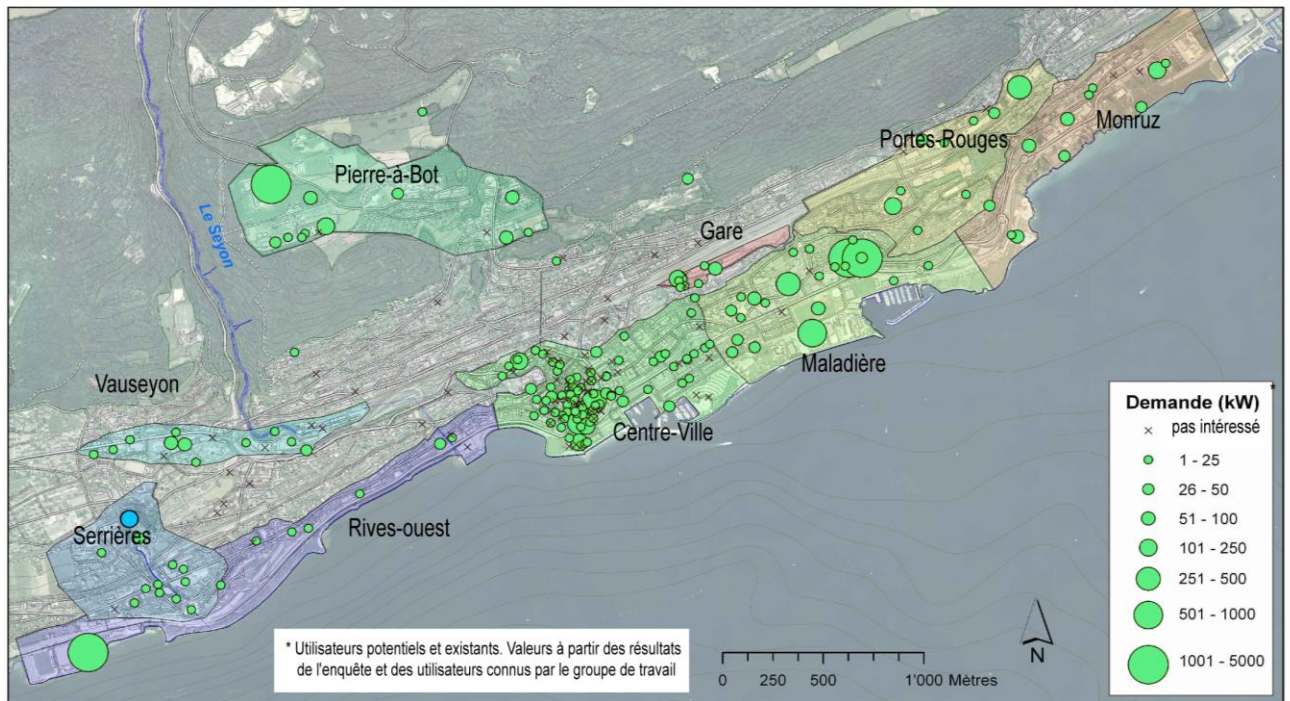 Portes-Rouges
Monruz
Pierre-à-Bot
Le Seyon
Gare
Vauseyon
Maladière
Centre-Ville
Rives-ouest
Serrières
Demande (kW) *
pas intéressé
1 - 25
26 - 50
51 - 100
101 - 250
251 - 500
501 - 1000
1001 - 5000
* Utilisateurs potentiels et existants. Valeurs à partir des résultats
de l'enquête et des utilisateurs connus par le groupe de travail
0 250 500 1'000 Mètres
N